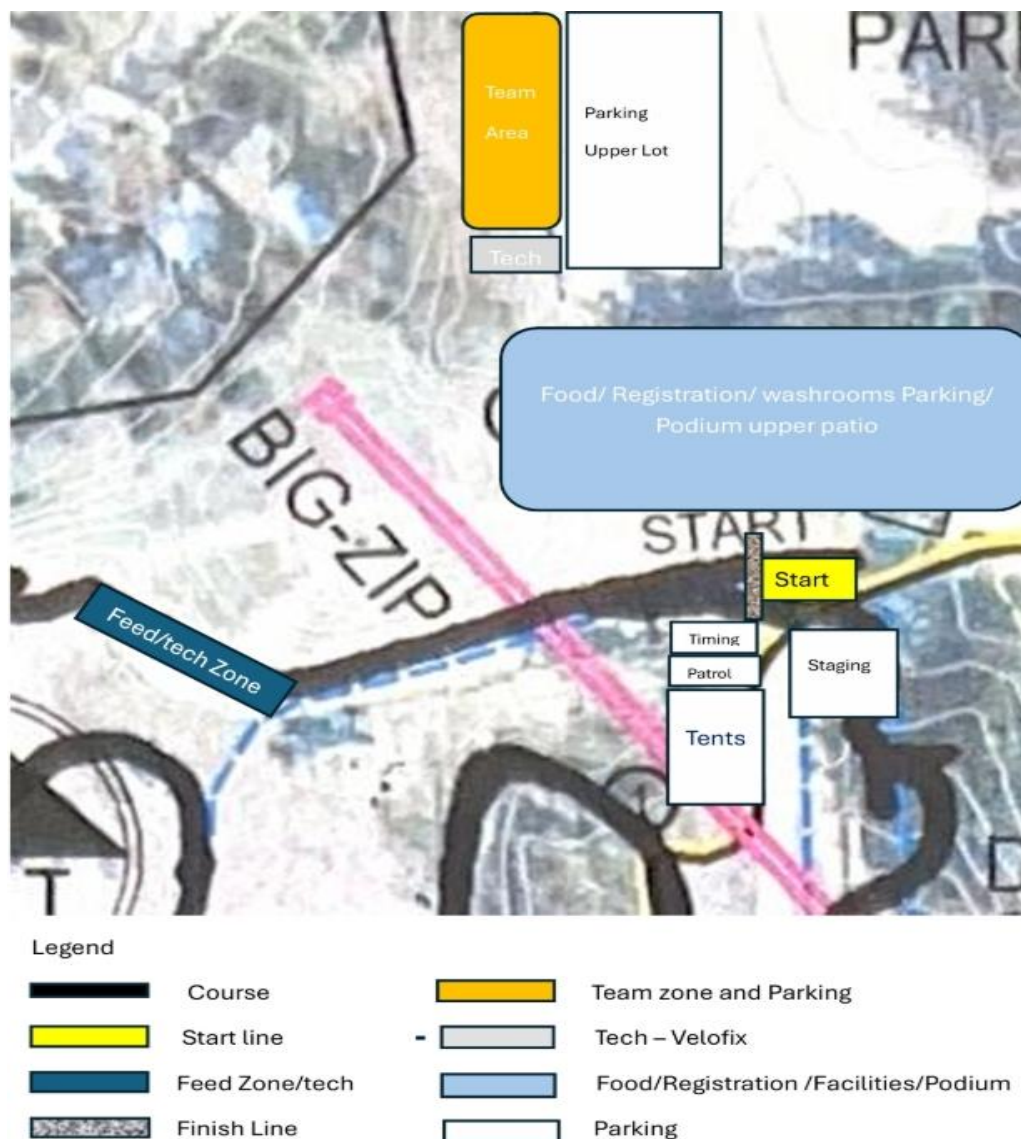 PAR
Team
Area
Parking
Upper Lot
Tech
Food/ Registration/ washrooms Parking/
Podium upper patio
BIG-ZIP
START
Start
Feed/tech Zone
Timing
Patrol
Staging
Tents
T
D
Legend
Course
Team zone and Parking
Start line
- Tech – Velofix
Feed Zone/tech
Food/Registration /Facilities/Podium
Finish Line
Parking